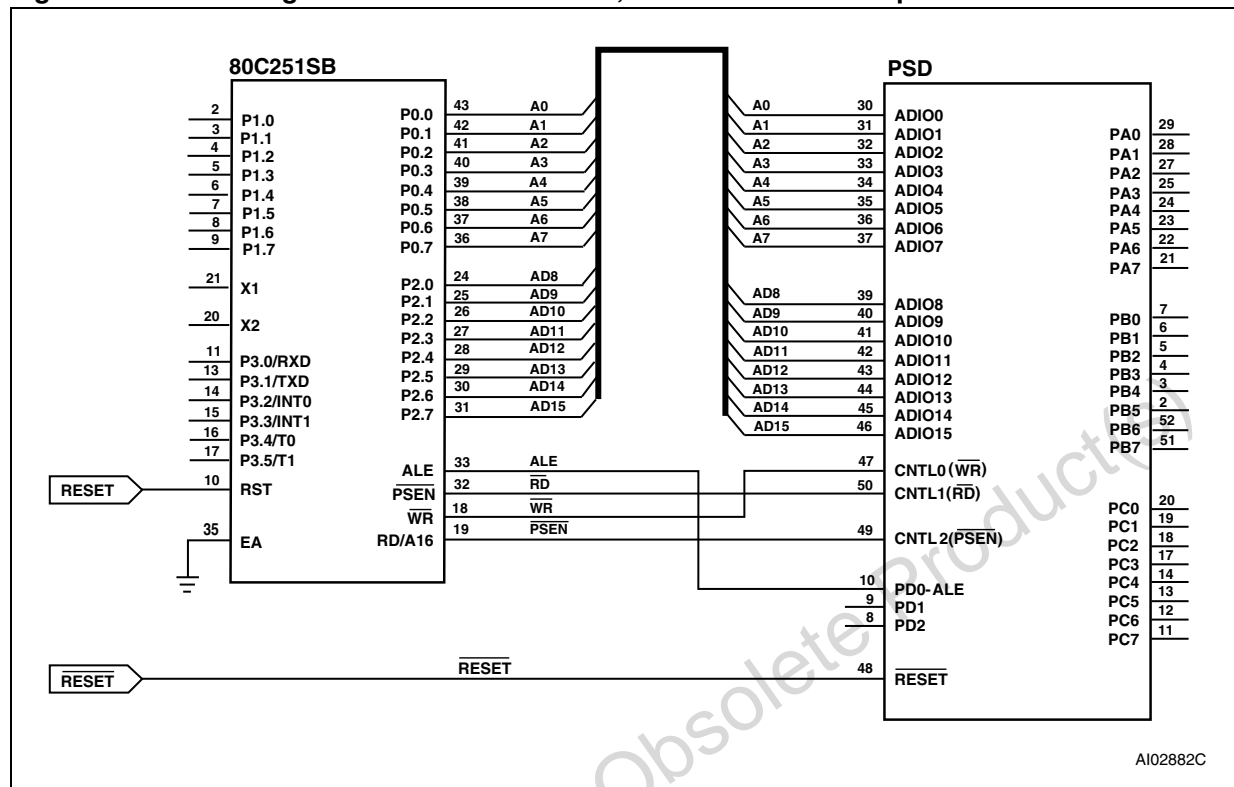 80C251SB
2 P1.0
3 P1.1
4 P1.2
5 P1.3
6 P1.4
7 P1.5
8 P1.6
9 P1.7
21 X1
20 X2
11 P3.0/RXD
13 P3.1/TXD
14 P3.2/INT0
15 P3.3/INT1
16 P3.4/T0
17 P3.5/T1
RESET 10 RST
35 EA
P0.0 43 A0
P0.1 42 A1
P0.2 41 A2
P0.3 40 A3
P0.4 39 A4
P0.5 38 A5
P0.6 37 A6
P0.7 36 A7
P2.0 24 AD8
P2.1 25 AD9
P2.2 26 AD10
P2.3 27 AD11
P2.4 28 AD12
P2.5 29 AD13
P2.6 30 AD14
P2.7 31 AD15
ALE 33 ALE
P̅S̅E̅N̅ 32 R̅D̅
W̅R̅ 18 W̅R̅
RD/A16 19 P̅S̅E̅N̅
PSD
A0 30 ADIO0
A1 31 ADIO1
A2 32 ADIO2
A3 33 ADIO3
A4 34 ADIO4
A5 35 ADIO5
A6 36 ADIO6
A7 37 ADIO7
AD8 39 ADIO8
AD9 40 ADIO9
AD10 41 ADIO10
AD11 42 ADIO11
AD12 43 ADIO12
AD13 44 ADIO13
AD14 45 ADIO14
AD15 46 ADIO15
47 CNTL0(W̅R̅)
50 CNTL1(R̅D̅)
49 CNTL2(P̅S̅E̅N̅)
10 PD0-ALE
9 PD1
8 PD2
R̅E̅S̅E̅T̅ R̅E̅S̅E̅T̅ 48 R̅E̅S̅E̅T̅
PA0 29
PA1 28
PA2 27
PA3 25
PA4 24
PA5 23
PA6 22
PA7 21
PB0 7
PB1 6
PB2 5
PB3 4
PB4 3
PB5 2
PB6 52
PB7 51
PC0 20
PC1 19
PC2 18
PC3 17
PC4 14
PC5 13
PC6 12
PC7 11
Obsolete Product(s)
AI02882C